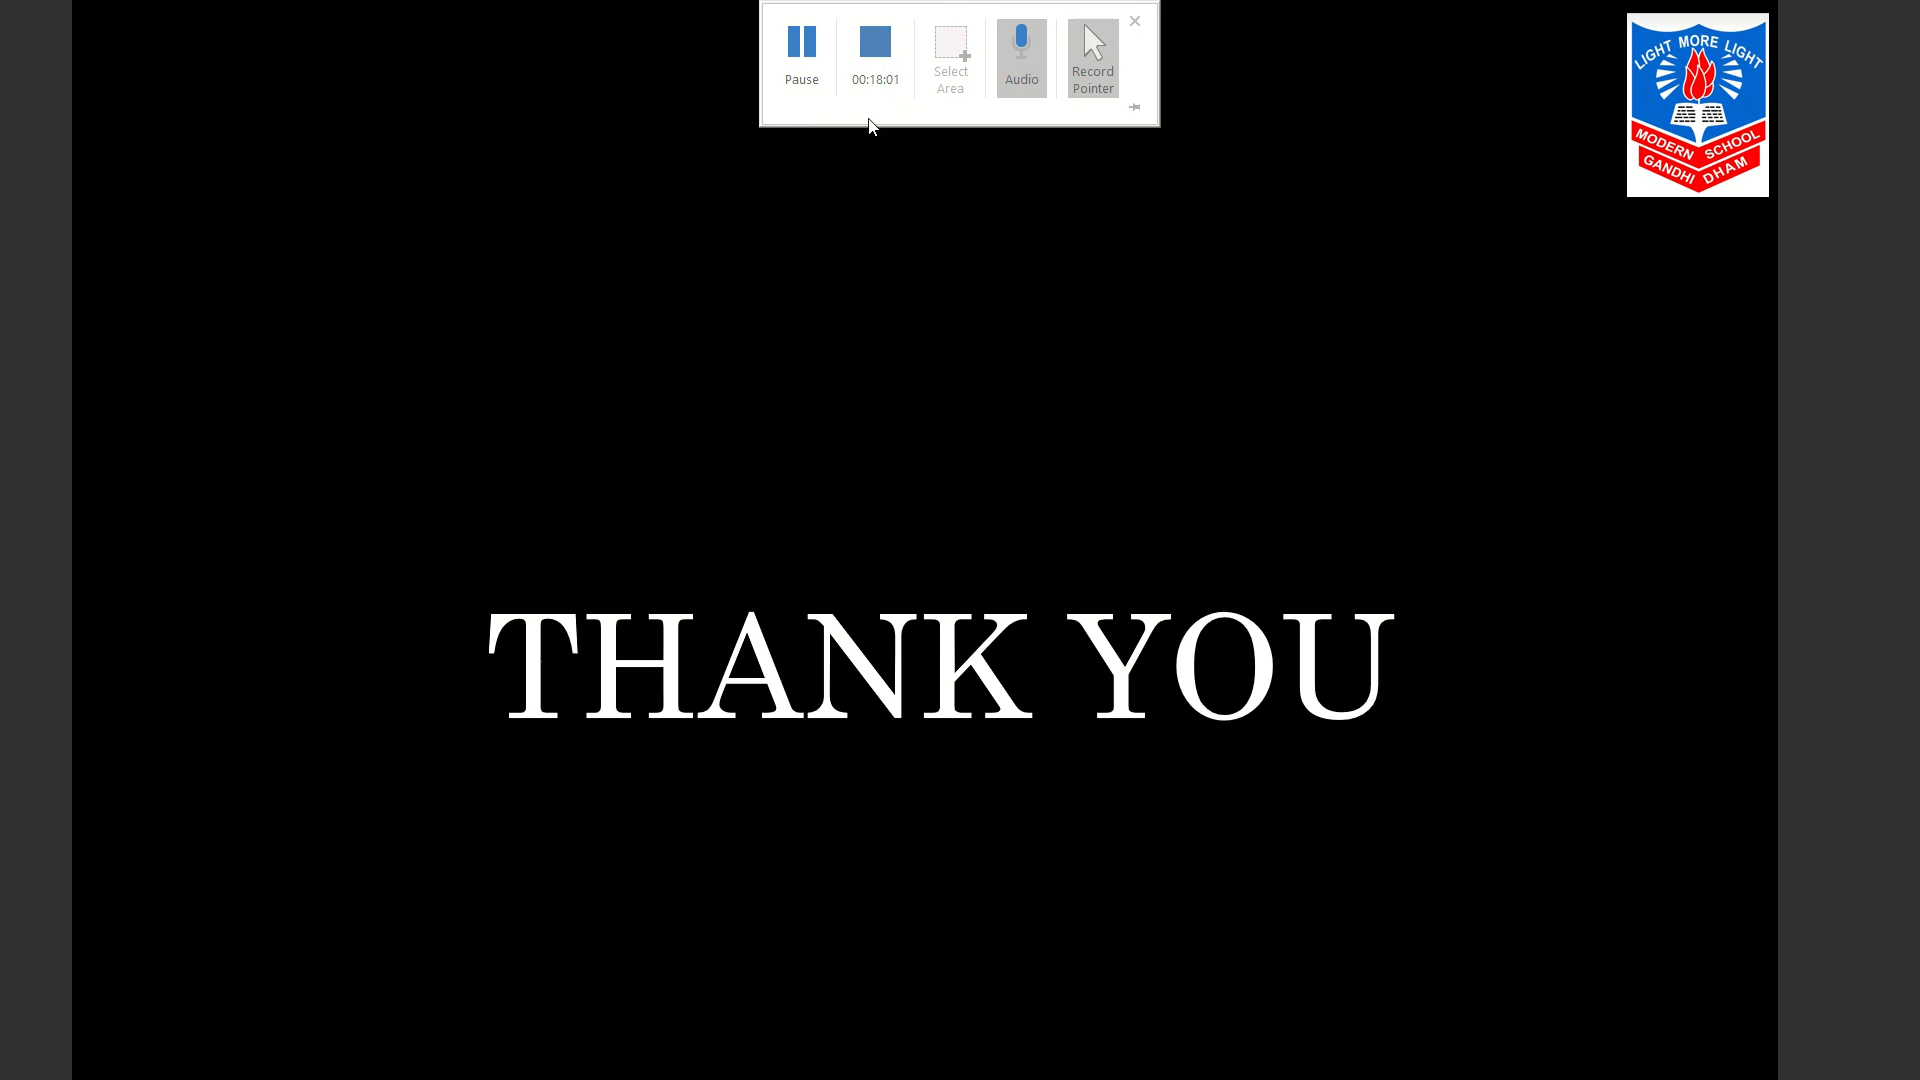 Pause
00:18:01
Select
Area
Audio
Record
Pointer
LIGHT MORE LIGHT
MODERN SCHOOL
GANDHI DHAM
THANK YOU